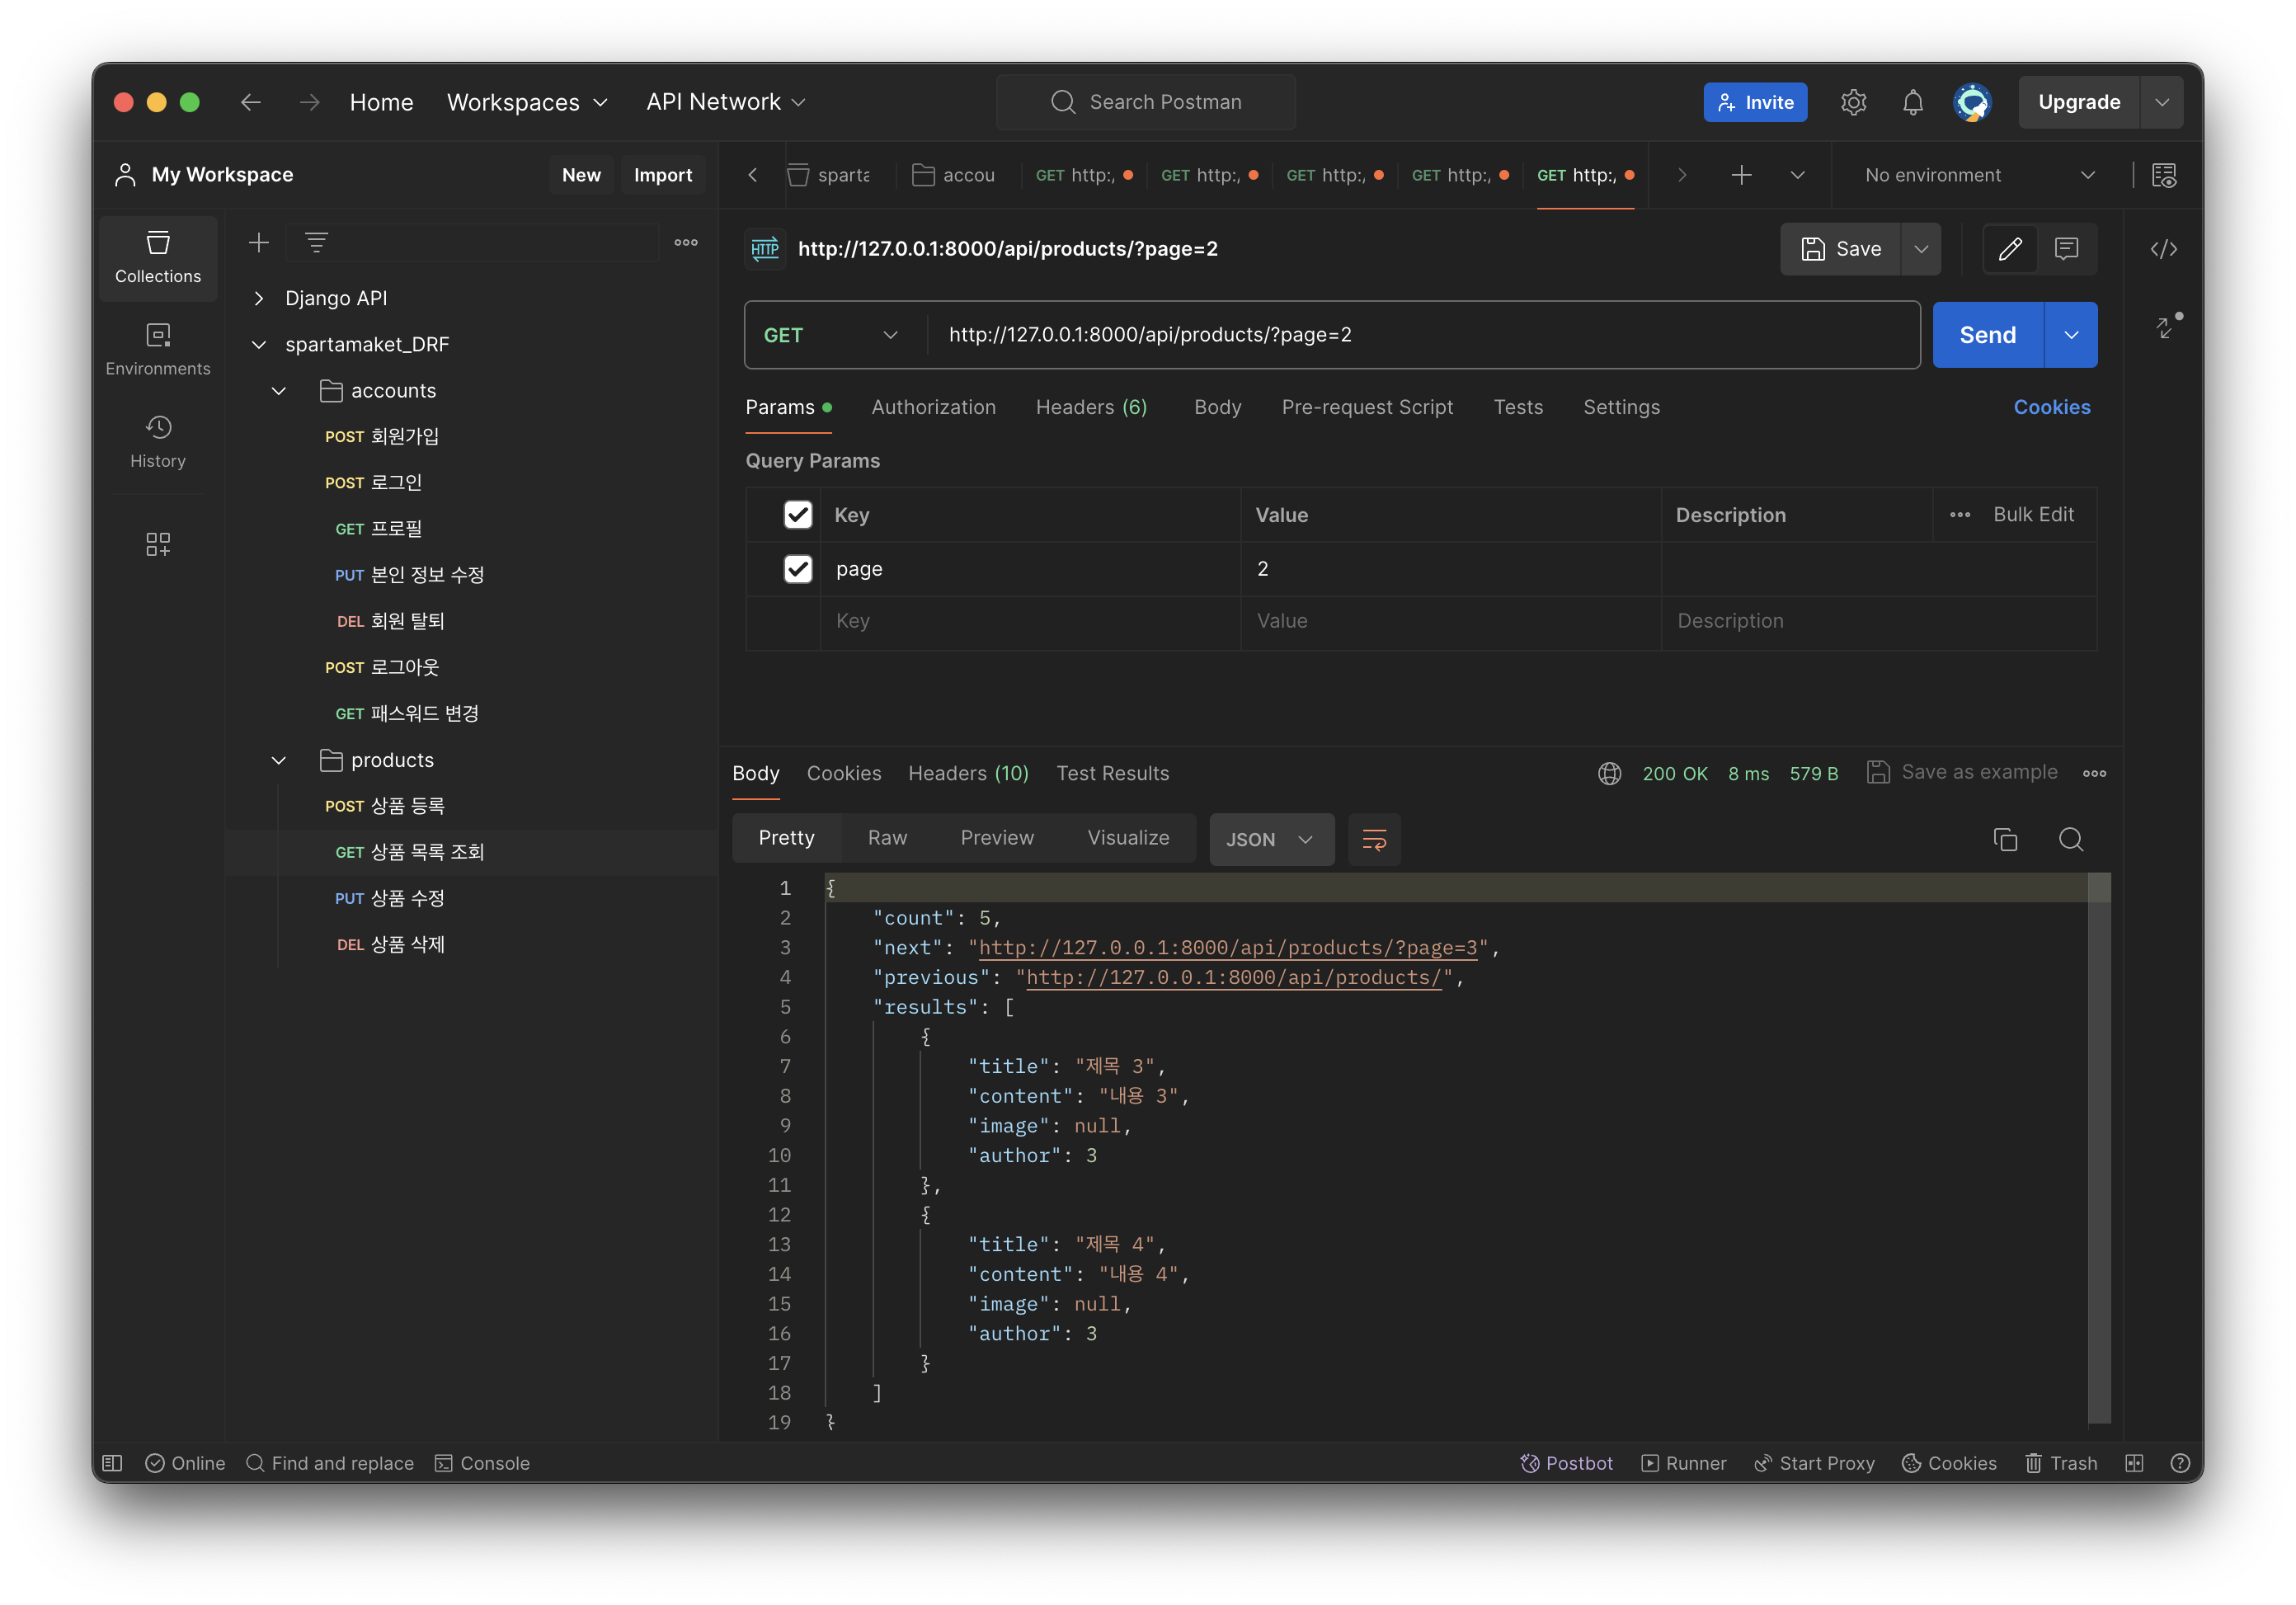 Home Workspaces API Network Search Postman Invite Upgrade
My Workspace New Import
sparta accou GET http:/ GET http:/ GET http:/ GET http:/ GET http:/ No environment
Collections
Environments
History
Django API
spartamaket_DRF
accounts
POST 회원가입
POST 로그인
GET 프로필
PUT 본인 정보 수정
DEL 회원 탈퇴
POST 로그아웃
GET 패스워드 변경
products
POST 상품 등록
GET 상품 목록 조회
PUT 상품 수정
DEL 상품 삭제
HTTP http://127.0.0.1:8000/api/products/?page=2 Save
GET http://127.0.0.1:8000/api/products/?page=2 Send
Params Authorization Headers (6) Body Pre-request Script Tests Settings Cookies
Query Params
Key Value Description Bulk Edit
page 2
Key Value Description
Body Cookies Headers (10) Test Results 200 OK 8 ms 579 B Save as example
Pretty Raw Preview Visualize JSON
1 {
2 "count": 5,
3 "next": "http://127.0.0.1:8000/api/products/?page=3",
4 "previous": "http://127.0.0.1:8000/api/products/",
5 "results": [
6 {
7 "title": "제목 3",
8 "content": "내용 3",
9 "image": null,
10 "author": 3
11 },
12 {
13 "title": "제목 4",
14 "content": "내용 4",
15 "image": null,
16 "author": 3
17 }
18 ]
19 }
Online Find and replace Console Postbot Runner Start Proxy Cookies Trash